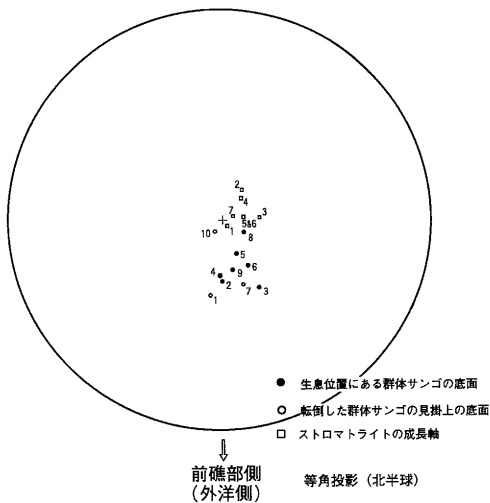 2
4
7
3
5
6
1
10
8
5
6
4
9
2
7
3
1
● 生息位置にある群体サンゴの底面
○ 転倒した群体サンゴの見掛上の底面
□ ストロマトライトの成長軸
前礁部側
(外洋側)
等角投影 (北半球)